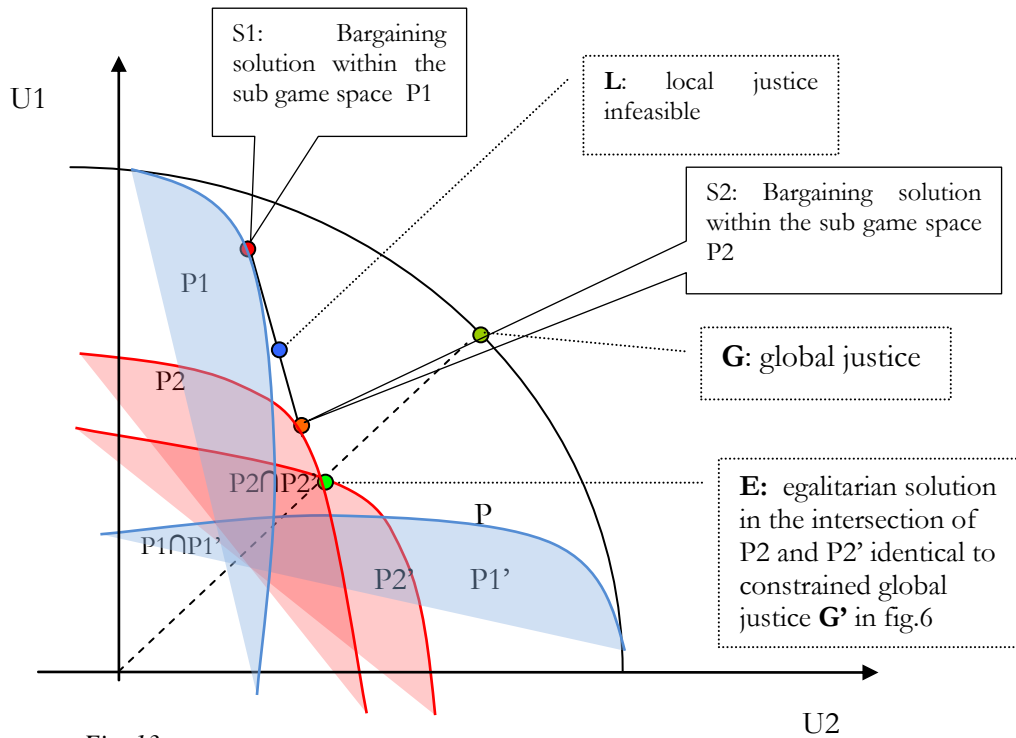 S1: Bargaining
solution within the
sub game space P1
U1
L: local justice
infeasible
S2: Bargaining solution
within the sub game space
P2
P1
G: global justice
P2
P2∩P2’
P
P1∩P1’
P2’
P1’
E: egalitarian solution
in the intersection of
P2 and P2’ identical to
constrained global
justice G’ in fig.6
U2